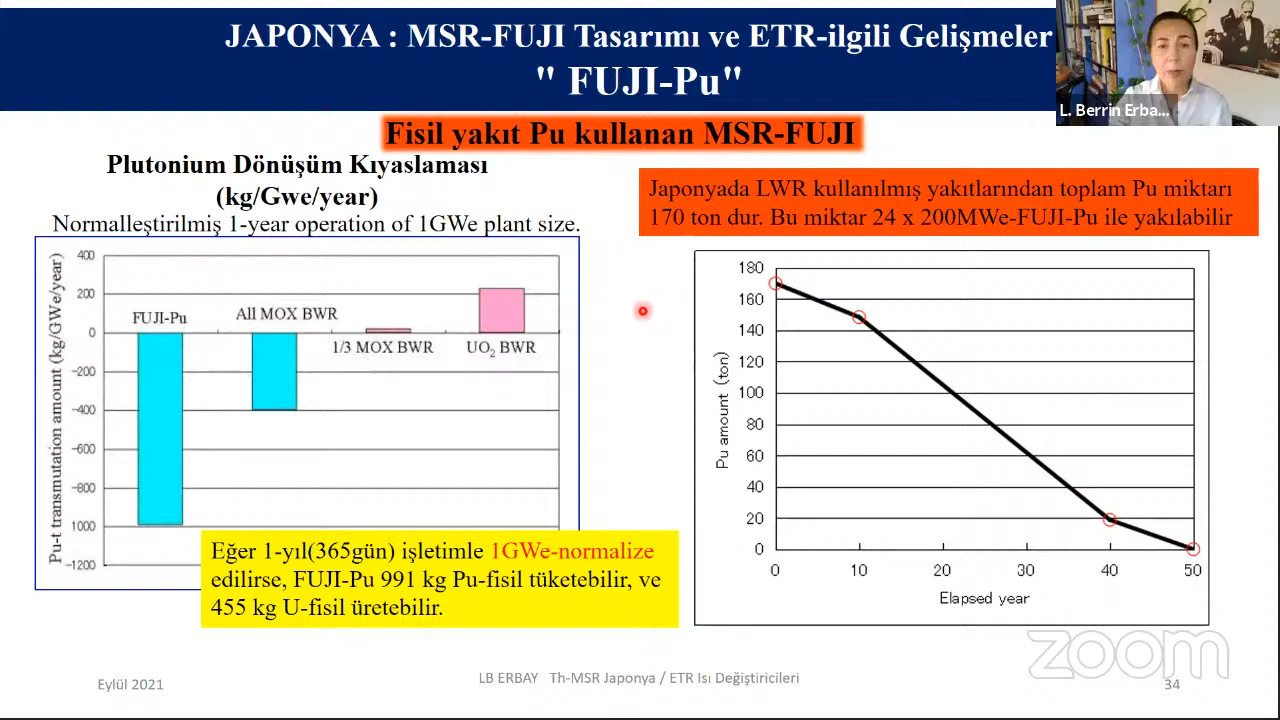 JAPONYA : MSR-FUJI Tasarımı ve ETR-ilgili Gelişmeler
" FUJI-Pu"
L. Berrin Erba...
Fisil yakıt Pu kullanan MSR-FUJI
Plutonium Dönüşüm Kıyaslaması
(kg/Gwe/year)
Normalleştirilmiş 1-year operation of 1GWe plant size.
Pu-t transmutation amount (kg/GWe/year)
400
200
0
-200
-400
-600
-800
1000
-1200
FUJI-Pu
All MOX BWR
1/3 MOX BWR
UO₂ BWR
Eğer 1-yıl(365gün) işletimle 1GWe-normalize
edilirse, FUJI-Pu 991 kg Pu-fisil tüketebilir, ve
455 kg U-fisil üretebilir.
Japonyada LWR kullanılmış yakıtlarından toplam Pu miktarı
170 ton dur. Bu miktar 24 x 200MWe-FUJI-Pu ile yakılabilir
Pu amount (ton)
180
160
140
120
100
80
60
40
20
0
0 10 20 30 40 50
Elapsed year
zoom
Eylül 2021
LB ERBAY Th-MSR Japonya / ETR Isı Değiştiricileri
34